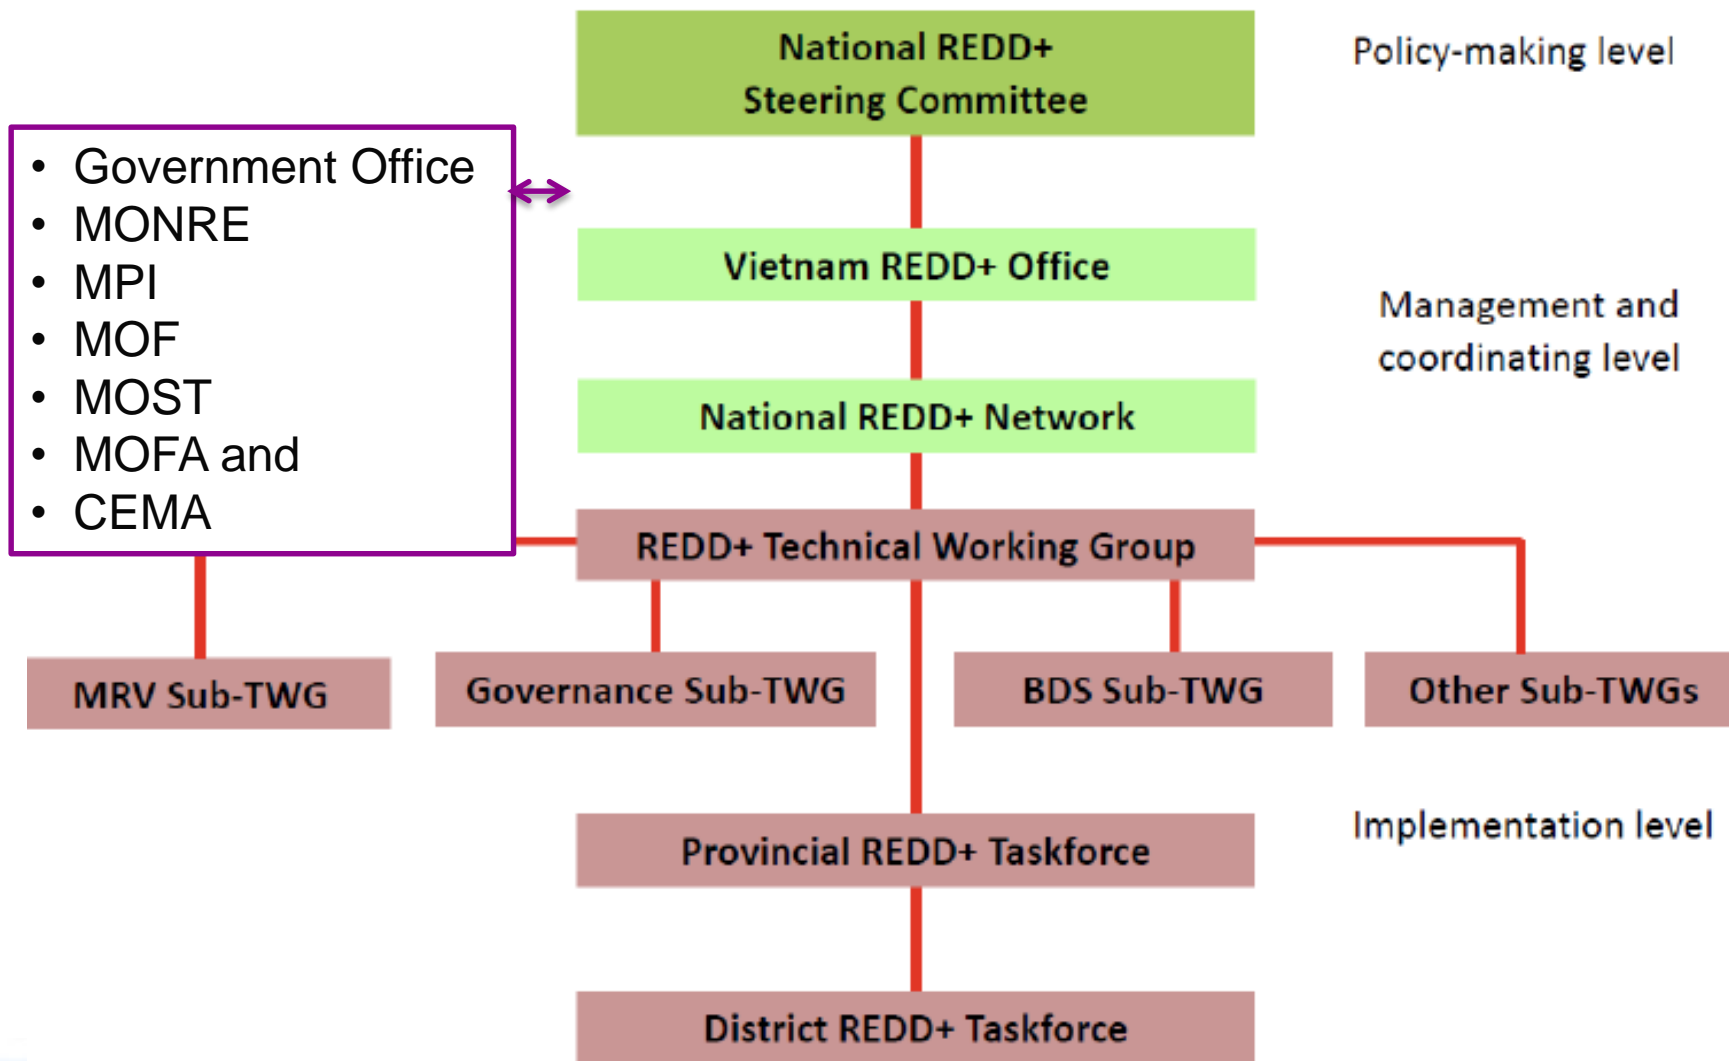 National REDD+
Steering Committee
Policy-making level
• Government Office
• MONRE
• MPI
• MOF
• MOST
• MOFA and
• CEMA
Vietnam REDD+ Office
Management and
coordinating level
National REDD+ Network
REDD+ Technical Working Group
MRV Sub-TWG
Governance Sub-TWG
BDS Sub-TWG
Other Sub-TWGs
Implementation level
Provincial REDD+ Taskforce
District REDD+ Taskforce